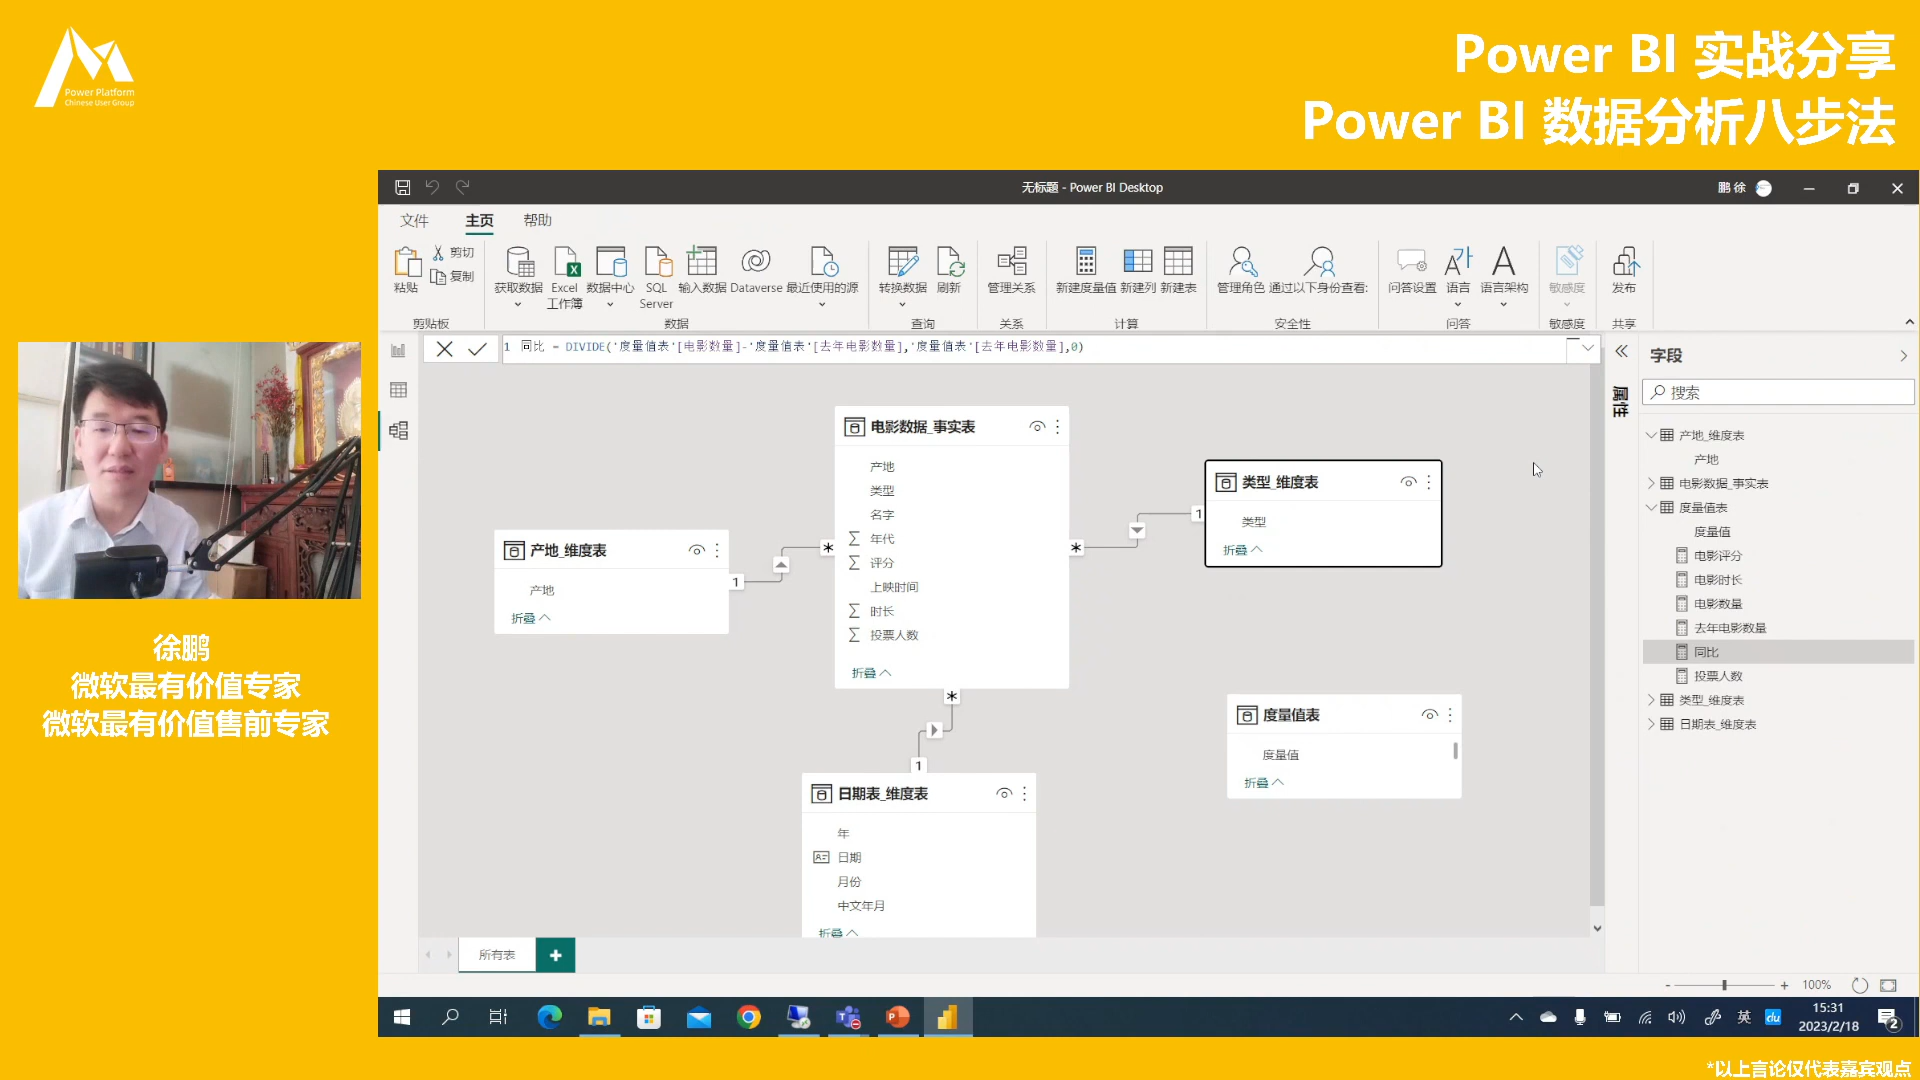 Power Platform
Chinese User Group
Power BI 实战分享
Power BI 数据分析八步法
徐鹏
微软最有价值专家
微软最有价值售前专家
无标题 - Power BI Desktop
鹏 徐
文件 主页 帮助
粘贴 剪切 复制
剪贴板
获取数据 Excel 工作簿 数据中心 SQL Server 输入数据 Dataverse 最近使用的源
数据
转换数据 刷新
查询
管理关系
关系
新建度量值 新建列 新建表
计算
管理角色 通过以下身份查看:
安全性
问答设置 语言 语言架构
问答
敏感度
敏感度
发布
共享
1 同比 = DIVIDE('度量值表'[电影数量]-'度量值表'[去年电影数量],'度量值表'[去年电影数量],0)
产地_维度表
产地
折叠
1
*
电影数据_事实表
产地
类型
名字
年代
评分
上映时间
时长
投票人数
折叠
*
1
类型_维度表
类型
折叠
*
1
日期表_维度表
年
日期
月份
中文年月
折叠
度量值表
度量值
折叠
属性
字段
搜索
产地_维度表
产地
电影数据_事实表
度量值表
度量值
电影评分
电影时长
电影数量
去年电影数量
同比
投票人数
类型_维度表
日期表_维度表
所有表
100%
英
du
15:31
2023/2/18
2
*以上言论仅代表嘉宾观点